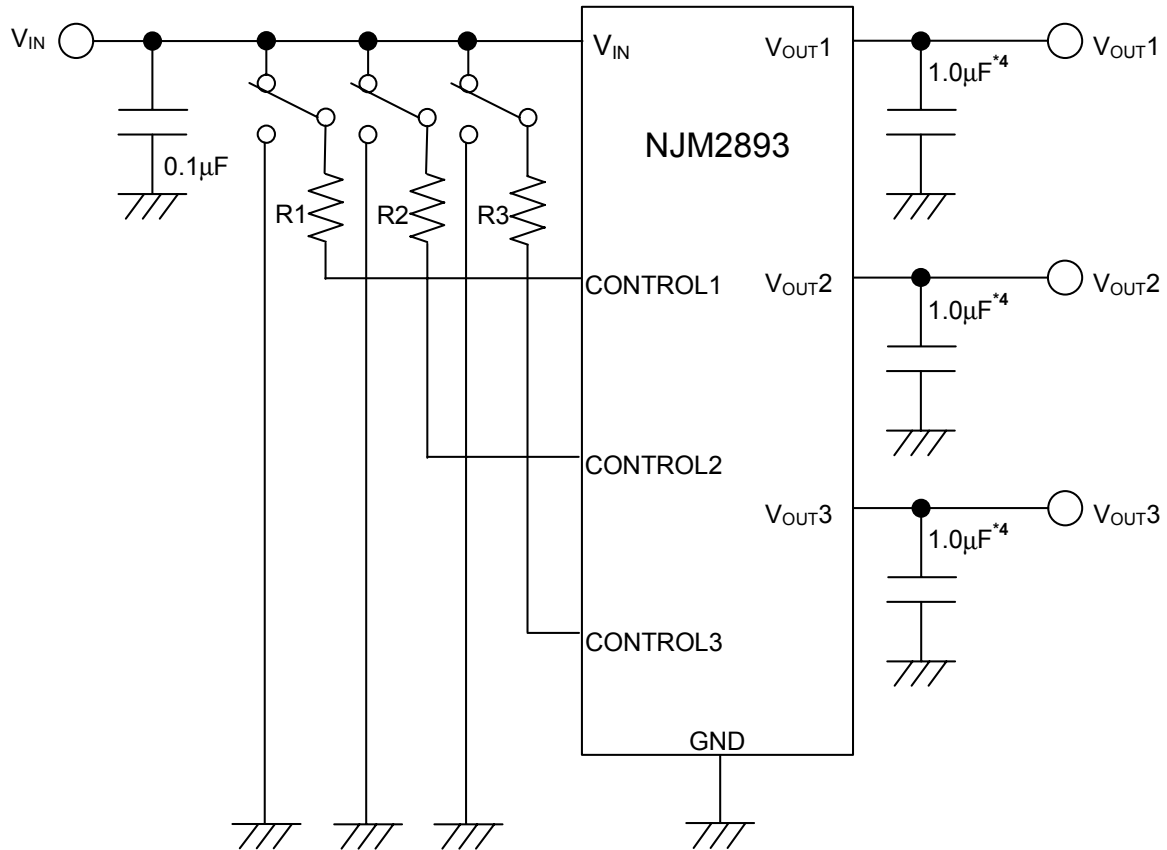 VIN
VIN
VOUT1
VOUT1
1.0µF*4
0.1µF
NJM2893
R1
R2
R3
CONTROL1
VOUT2
VOUT2
1.0µF*4
CONTROL2
VOUT3
VOUT3
1.0µF*4
CONTROL3
GND